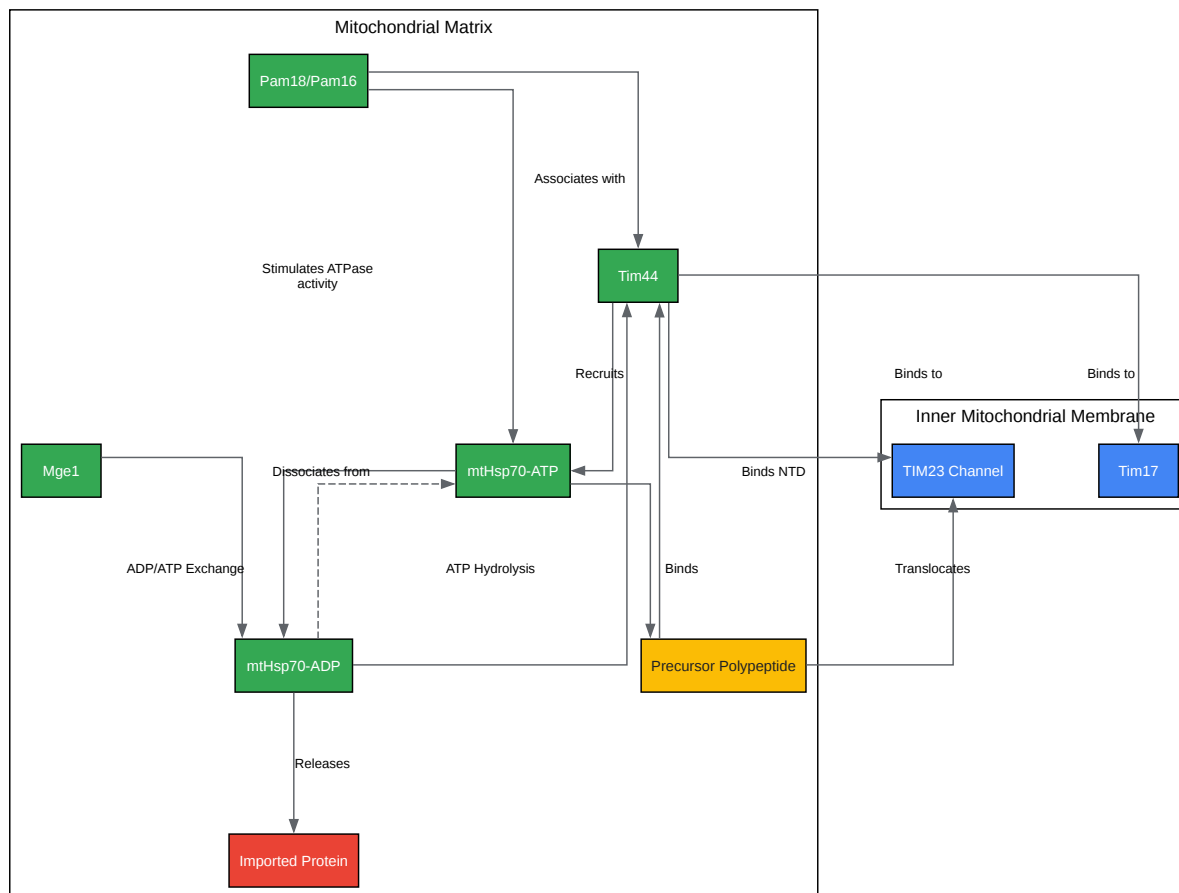 Mitochondrial Matrix
Pam18/Pam16
Associates with
Stimulates ATPase
activity
Tim44
Recruits
Binds to
Binds to
Inner Mitochondrial Membrane
Mge1
Dissociates from
mtHsp70-ATP
Binds NTD
TIM23 Channel
Tim17
ADP/ATP Exchange
ATP Hydrolysis
Binds
Translocates
mtHsp70-ADP
Precursor Polypeptide
Releases
Imported Protein